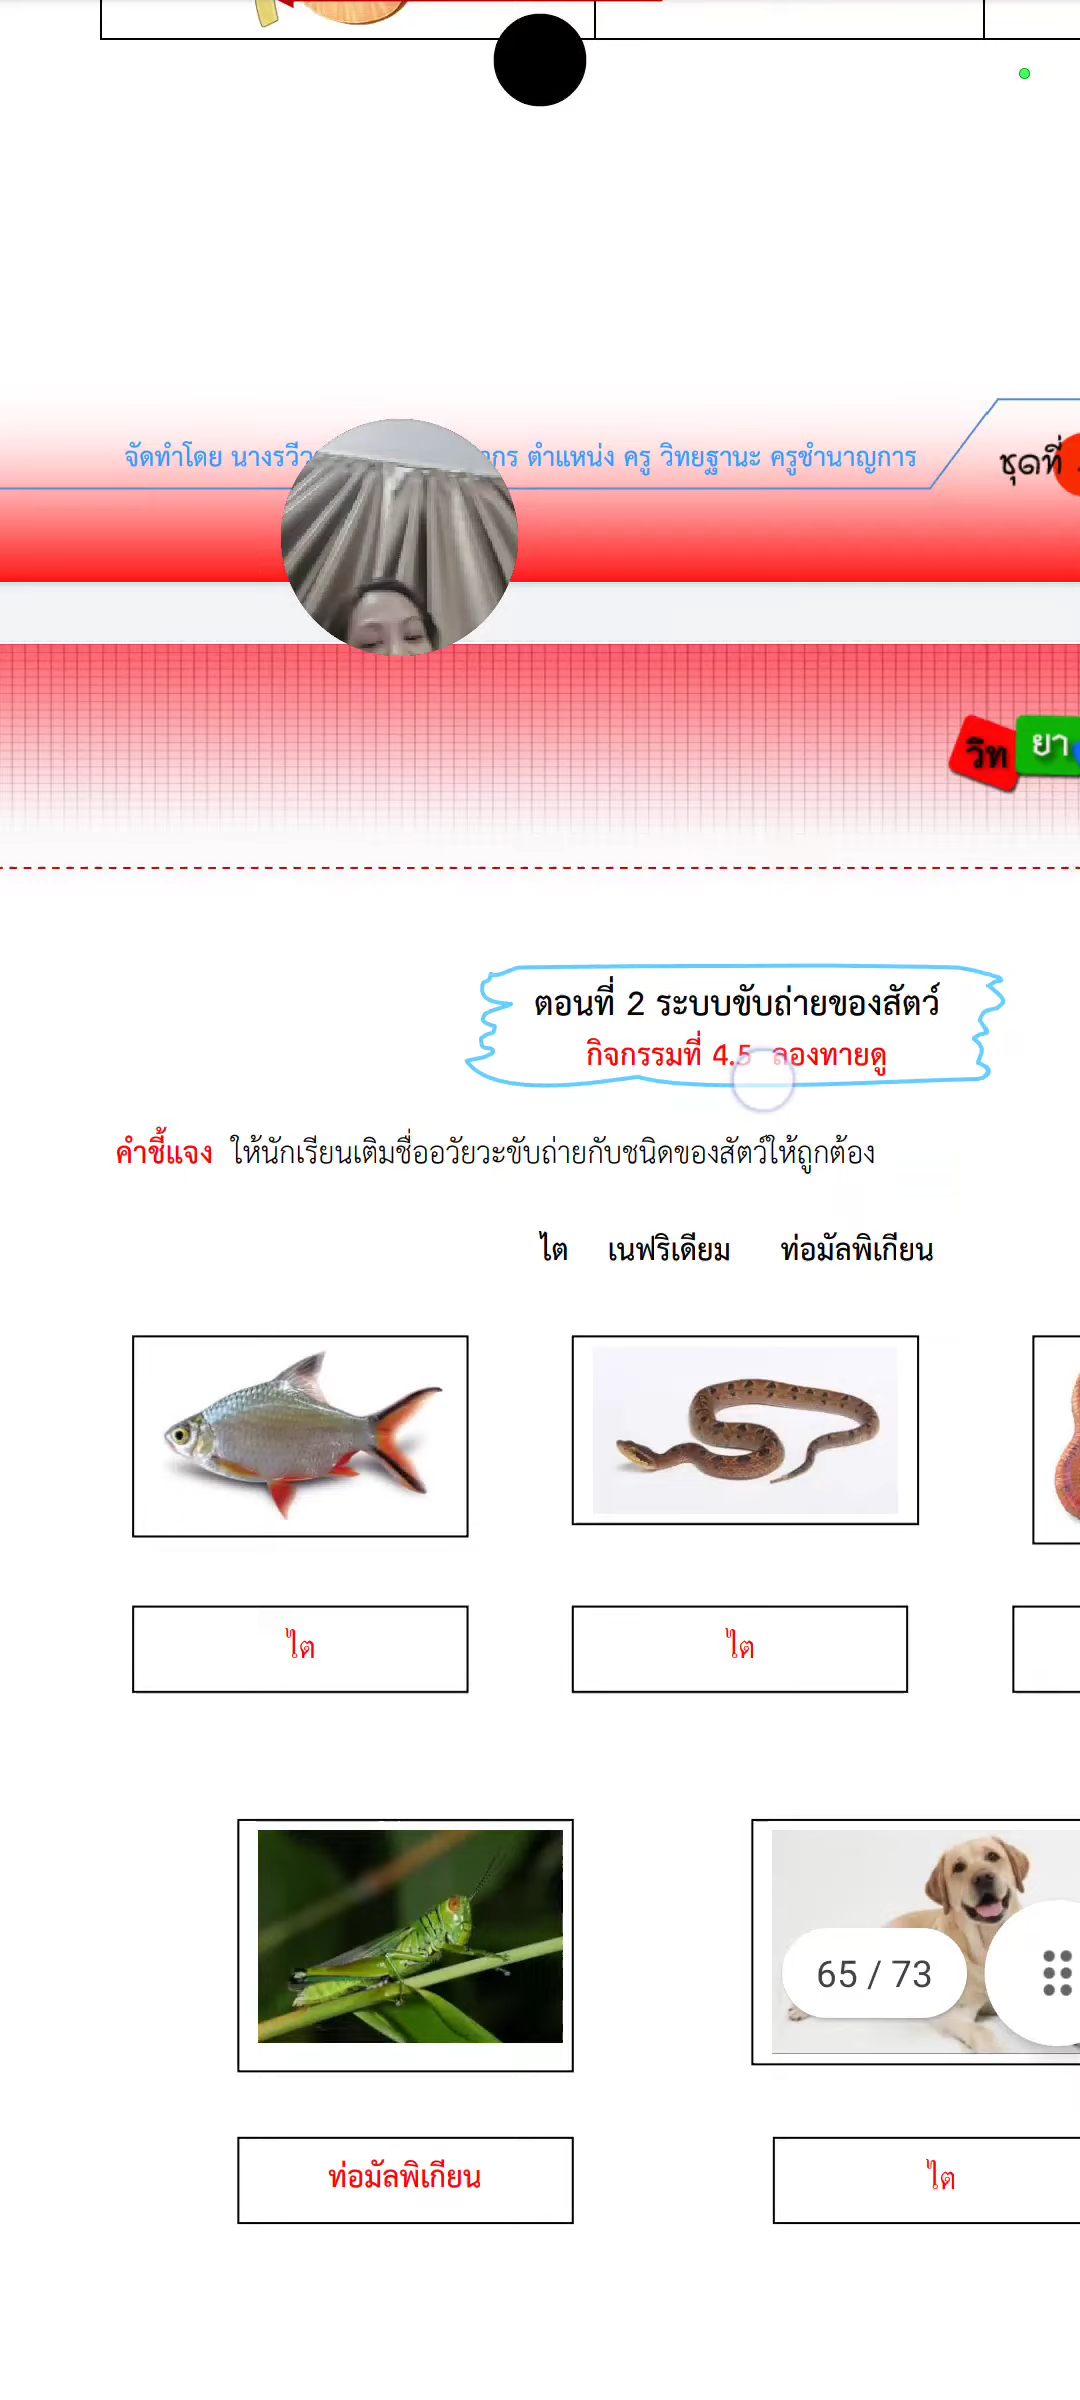 จัดทำโดย นางรวีว กร ตำแหน่ง ครู วิทยฐานะ ครูชำนาญการ
ชุดที่
วิท ยา
ตอนที่ 2 ระบบขับถ่ายของสัตว์
กิจกรรมที่ 4.5 ลองทายดู
คำชี้แจง ให้นักเรียนเติมชื่ออวัยวะขับถ่ายกับชนิดของสัตว์ให้ถูกต้อง
ไต เนฟริเดียม ท่อมัลพิเกียน
ไต ไต
65 / 73
ท่อมัลพิเกียน ไต